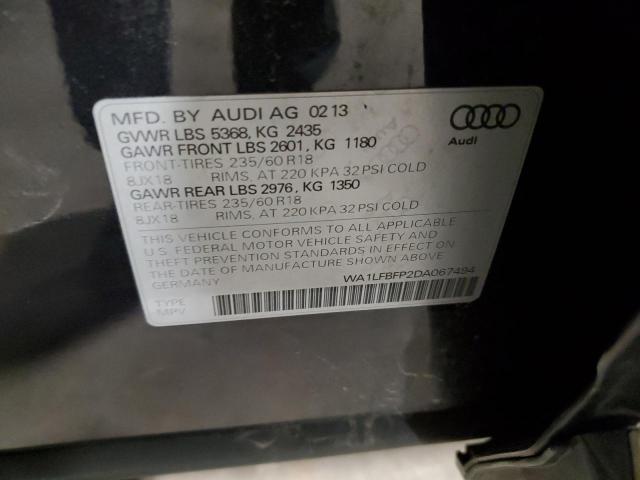 MFD. BY AUDI AG 02 13
GVWR LBS 5368, KG 2435
GAWR FRONT LBS 2601, KG 1180
FRONT-TIRES 235/60 R18
8JX18 RIMS, AT 220 KPA 32 PSI COLD
GAWR REAR LBS 2976, KG 1350
REAR-TIRES 235/60 R18
8JX18 RIMS, AT 220 KPA 32 PSI COLD
THIS VEHICLE CONFORMS TO ALL APPLICABLE
U.S. FEDERAL MOTOR VEHICLE SAFETY AND
THEFT PREVENTION STANDARDS IN EFFECT ON
THE DATE OF MANUFACTURE SHOWN ABOVE.
GERMANY WA1LFBFP2DA067494
TYPE:
MPV
Audi
Audi